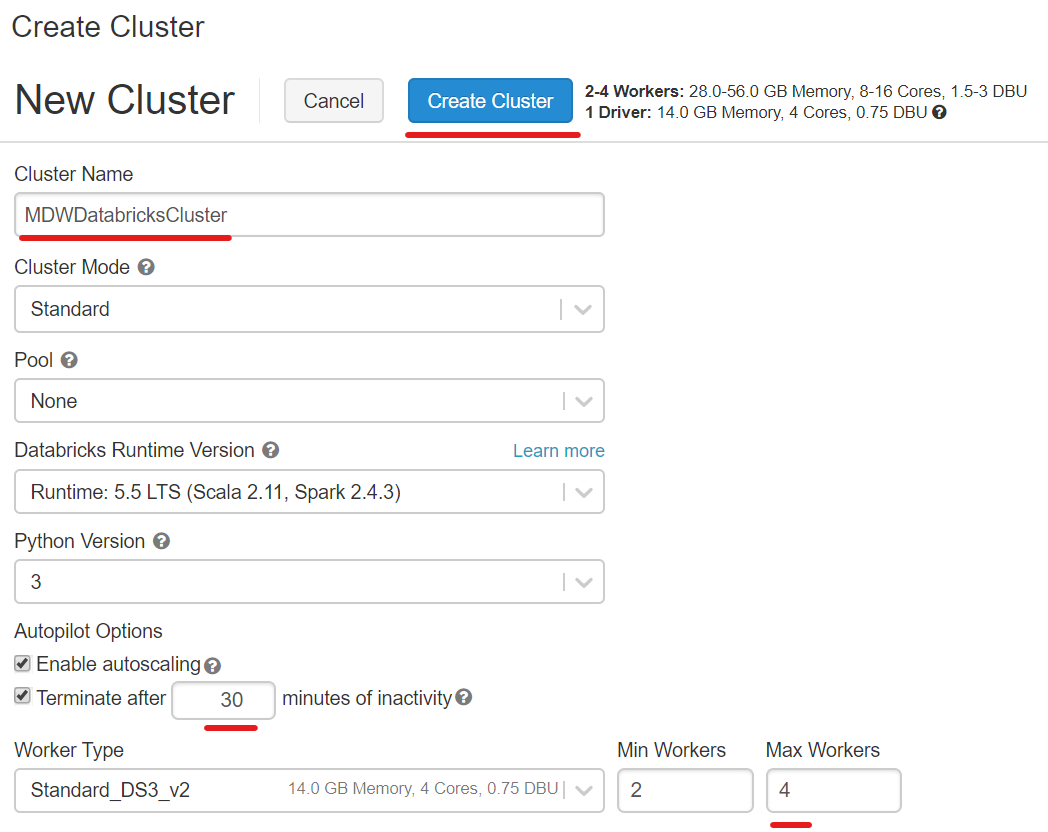 Create Cluster
New Cluster
Cancel
Create Cluster
2-4 Workers: 28.0-56.0 GB Memory, 8-16 Cores, 1.5-3 DBU
1 Driver: 14.0 GB Memory, 4 Cores, 0.75 DBU ?
Cluster Name
MDWDatabricksCluster
Cluster Mode ?
Standard
Pool ?
None
Databricks Runtime Version ? Learn more
Runtime: 5.5 LTS (Scala 2.11, Spark 2.4.3)
Python Version ?
3
Autopilot Options
Enable autoscaling ?
Terminate after 30 minutes of inactivity ?
Worker Type Min Workers Max Workers
Standard_DS3_v2 14.0 GB Memory, 4 Cores, 0.75 DBU 2 4